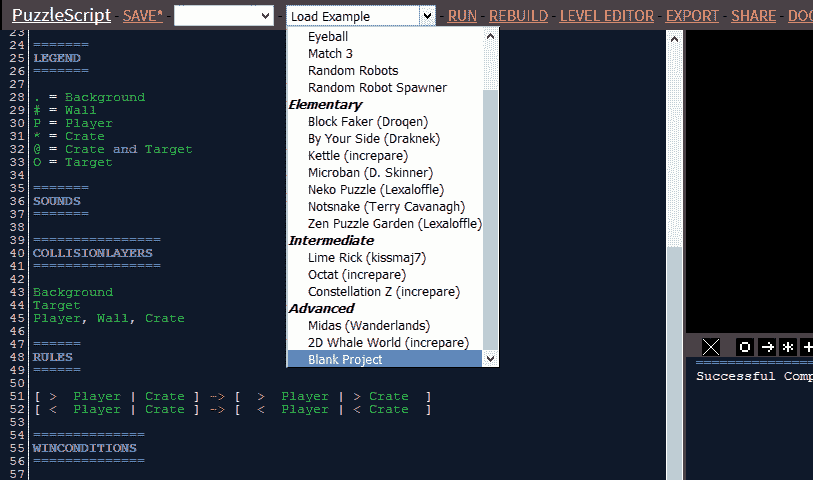 PuzzleScript - SAVE* - Load Example - RUN - REBUILD - LEVEL EDITOR - EXPORT - SHARE - DOC
23
24 =======
25 LEGEND
26 =======
27
28 . = Background
29 # = Wall
30 P = Player
31 * = Crate
32 @ = Crate and Target
33 O = Target
34
35 =======
36 SOUNDS
37 =======
38
39 ================
40 COLLISIONLAYERS
41 ================
42
43 Background
44 Target
45 Player, Wall, Crate
46
47 ======
48 RULES
49 ======
50
51 [ >  Player | Crate ] -> [  >  Player | > Crate  ]
52 [ <  Player | Crate ] -> [  <  Player | < Crate  ]
53
54 ==============
55 WINCONDITIONS
56 ==============
57
Eyeball
Match 3
Random Robots
Random Robot Spawner
Elementary
Block Faker (Droqen)
By Your Side (Draknek)
Kettle (increpare)
Microban (D. Skinner)
Neko Puzzle (Lexaloffle)
Notsnake (Terry Cavanagh)
Zen Puzzle Garden (Lexaloffle)
Intermediate
Lime Rick (kissmaj7)
Octat (increpare)
Constellation Z (increpare)
Advanced
Midas (Wanderlands)
2D Whale World (increpare)
Blank Project
=================
Successful Comp